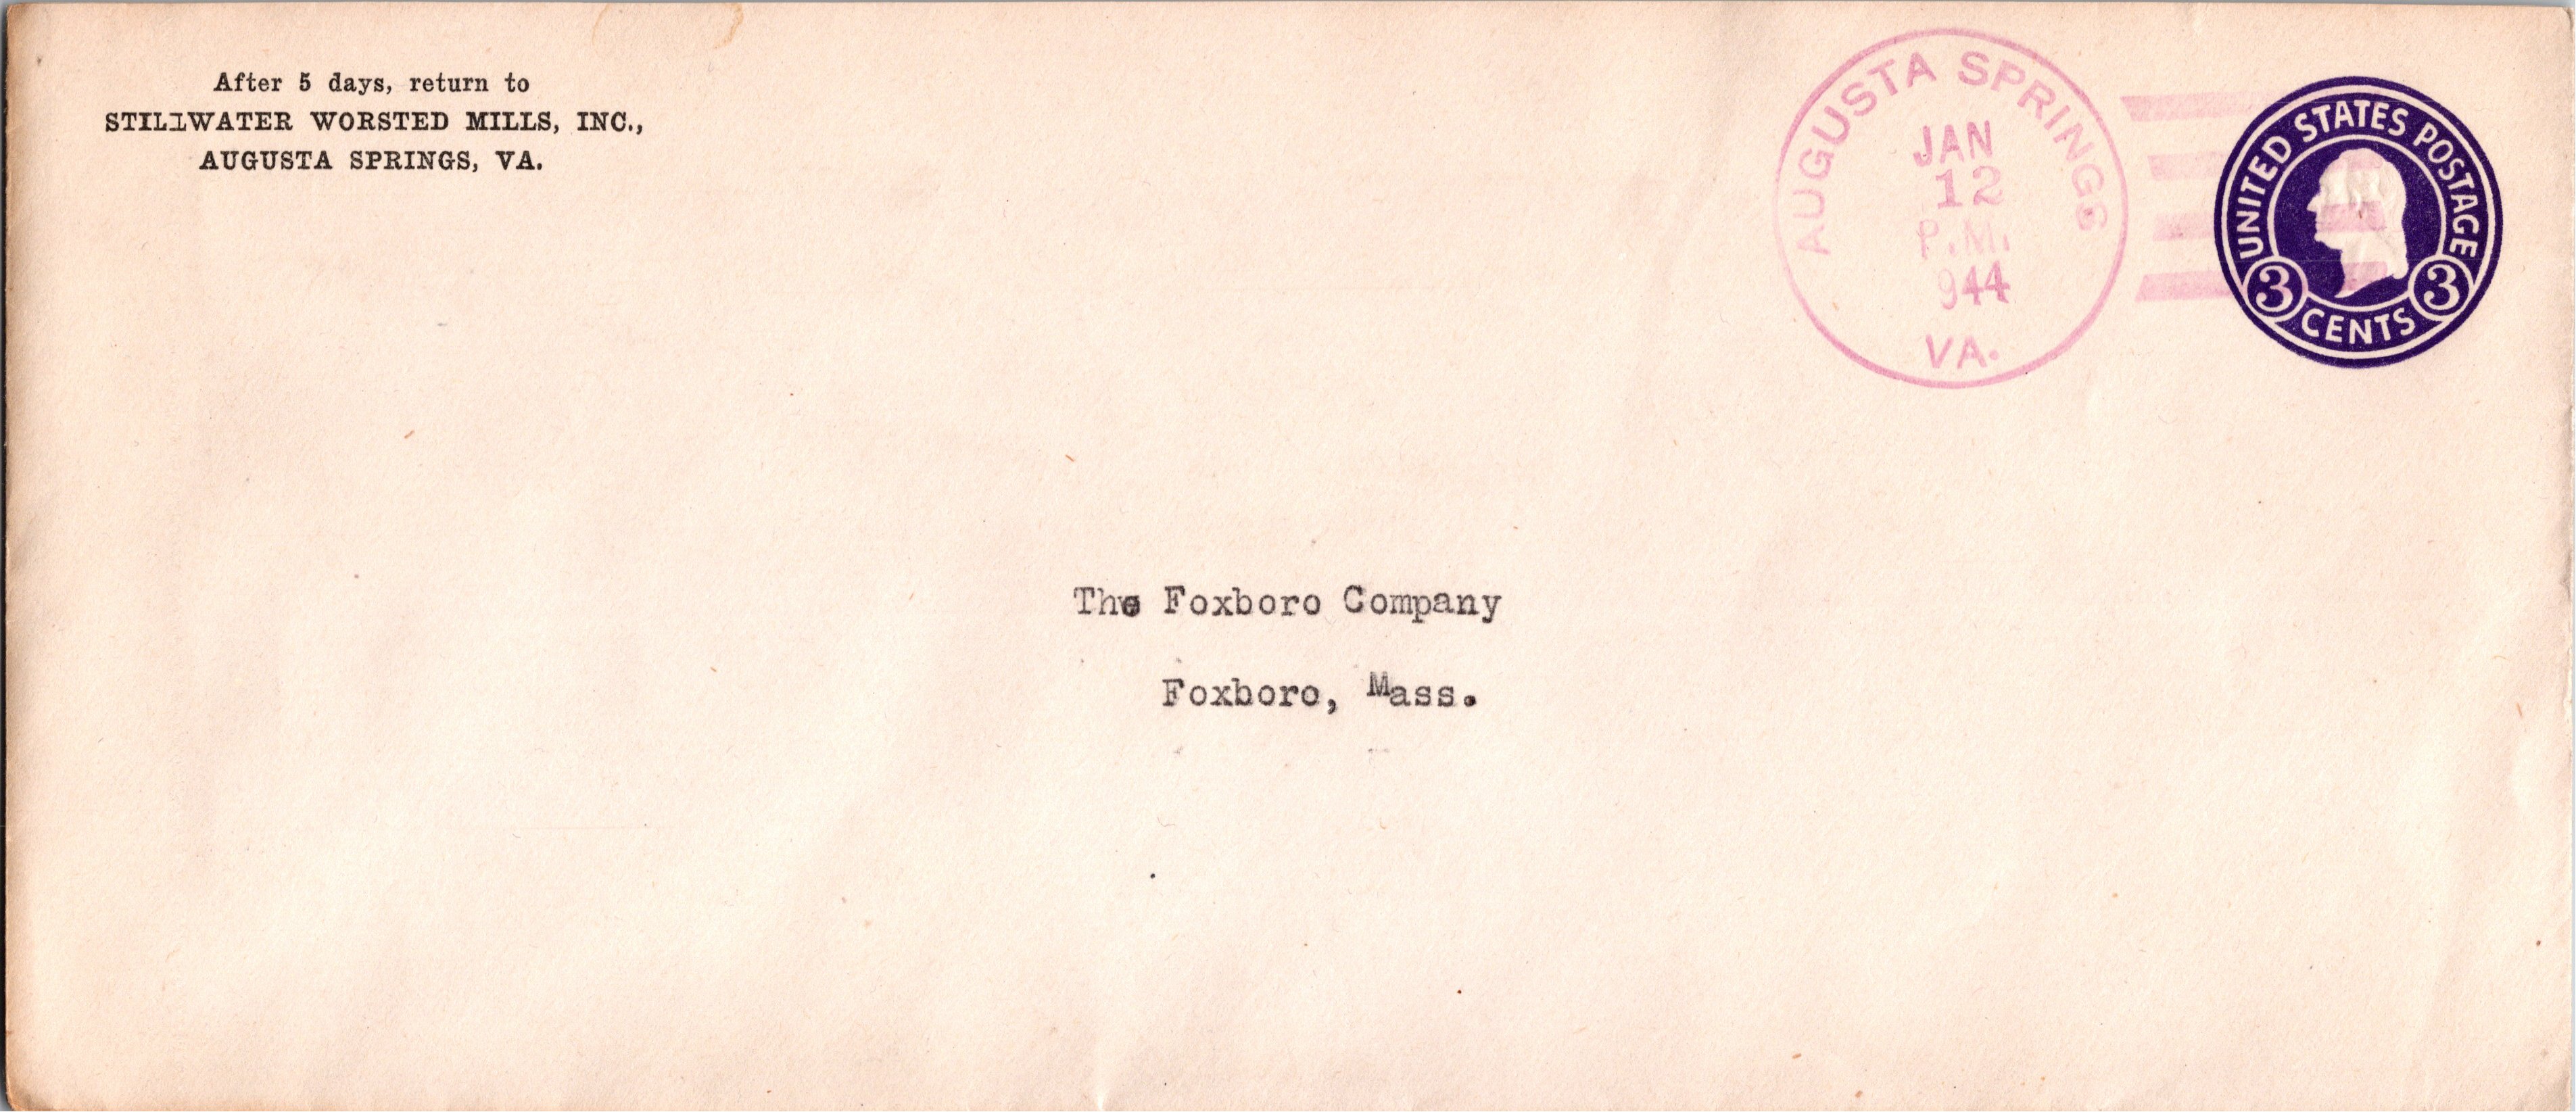 After 5 days, return to
STILLWATER WORSTED MILLS, INC.,
AUGUSTA SPRINGS, VA.
AUGUSTA SPRINGS
JAN
12
P.M.
944
VA.
UNITED STATES POSTAGE
3 CENTS 3
The Foxboro Company
Foxboro, Mass.